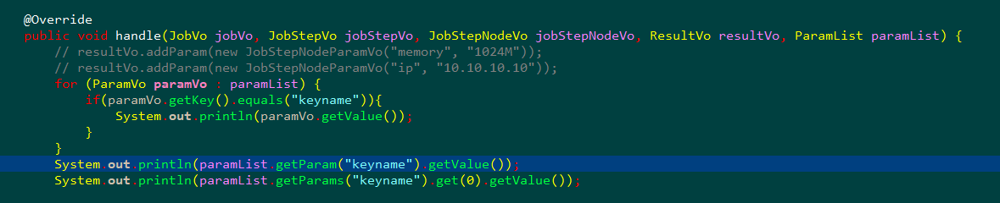 @Override
public void handle(JobVo jobVo, JobStepVo jobStepVo, JobStepNodeVo jobStepNodeVo, ResultVo resultVo, ParamList paramList) {
    // resultVo.addParam(new JobStepNodeParamVo("memory", "1024M"));
    // resultVo.addParam(new JobStepNodeParamVo("ip", "10.10.10.10"));
    for (ParamVo paramVo : paramList) {
        if(paramVo.getKey().equals("keyname")){
            System.out.println(paramVo.getValue());
        }
    }
    System.out.println(paramList.getParam("keyname").getValue());
    System.out.println(paramList.getParams("keyname").get(0).getValue());